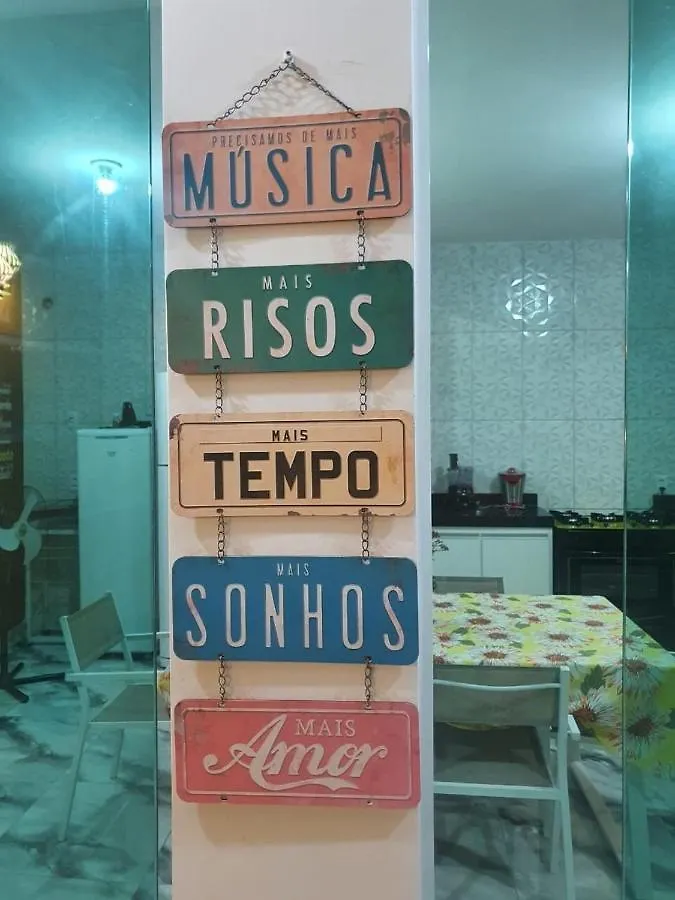 PRECISAMOS DE MAIS
MÚSICA
MAIS
RISOS
MAIS
TEMPO
MAIS
SONHOS
MAIS
Amor